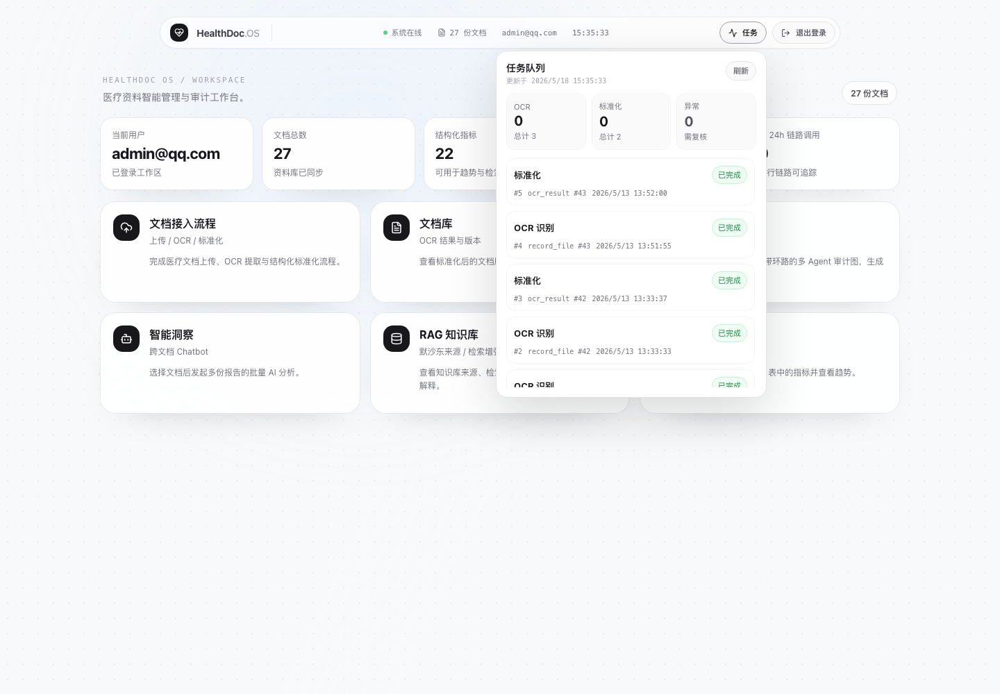 HealthDoc.OS
系统在线
27 份文档
admin@qq.com
15:35:33
任务
退出登录
HEALTHDOC OS / WORKSPACE
医疗资料智能管理与审计工作台。
27 份文档
当前用户
admin@qq.com
已登录工作区
文档总数
27
资料库已同步
结构化指标
22
可用于趋势与检
24h 链路调用
行链路可追踪
任务队列
更新于 2026/5/18 15:35:33
刷新
OCR
0
总计 3
标准化
0
总计 2
异常
0
需复核
标准化
已完成
#5 ocr_result #43 2026/5/13 13:52:00
OCR 识别
已完成
#4 record_file #43 2026/5/13 13:51:55
标准化
已完成
#3 ocr_result #42 2026/5/13 13:33:37
OCR 识别
已完成
#2 record_file #42 2026/5/13 13:33:33
OCR 识别
已完成
文档接入流程
上传 / OCR / 标准化
完成医疗文档上传、OCR 提取与结构化标准化流程。
文档库
OCR 结果与版本
查看标准化后的文档
带环路的多 Agent 审计图，生成
智能洞察
跨文档 Chatbot
选择文档后发起多份报告的批量 AI 分析。
RAG 知识库
默沙东来源 / 检索增
查看知识库来源、检
解释。
表中的指标并查看趋势。